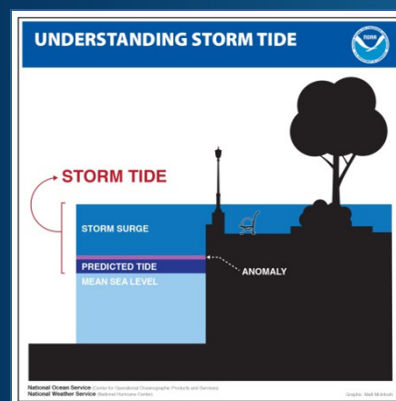 UNDERSTANDING STORM TIDE
NOAA
STORM TIDE
STORM SURGE
PREDICTED TIDE
ANOMALY
MEAN SEA LEVEL
National Ocean Service (Center for Operational Oceanographic Products and Services)
National Weather Service (National Hurricane Center)